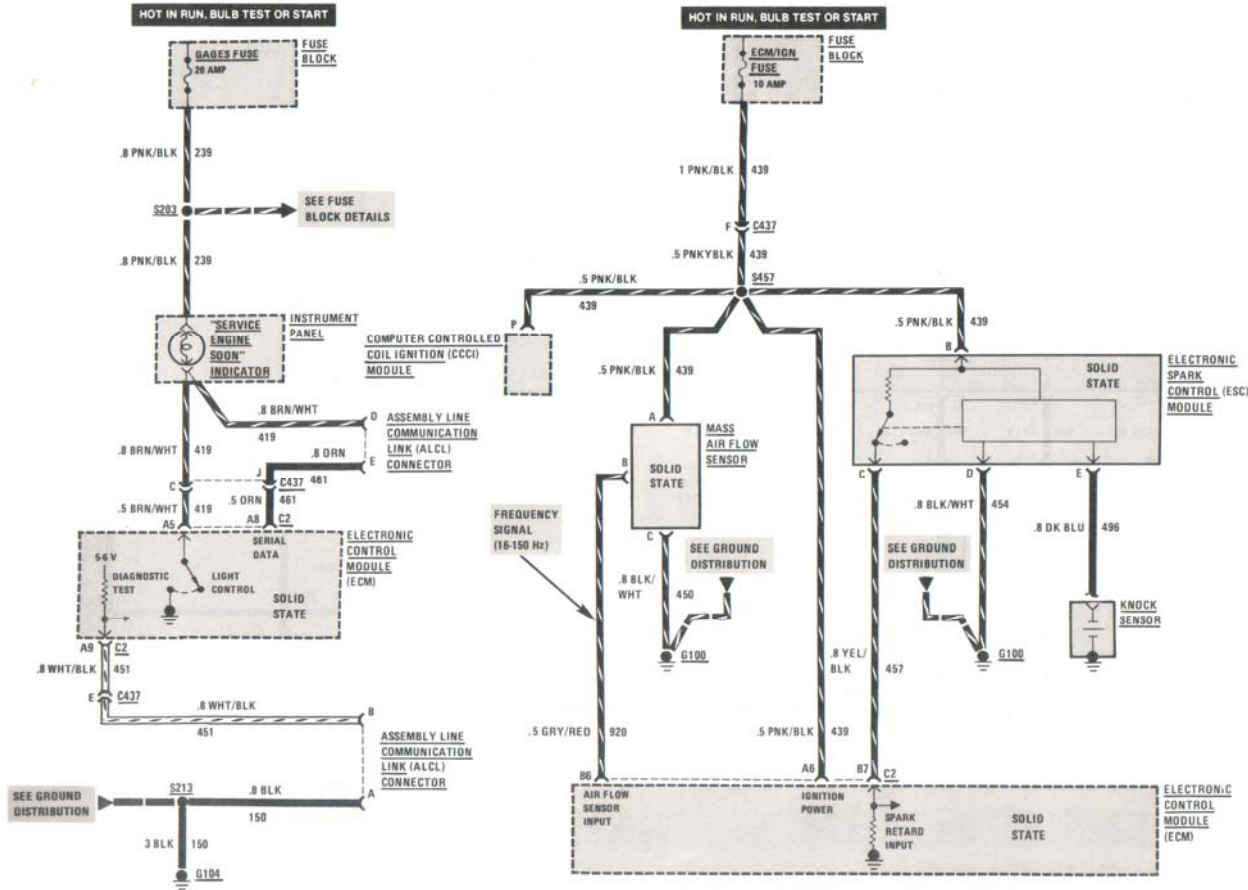 HOT IN RUN, BULB TEST OR START
GAGES FUSE
20 AMP
FUSE
BLOCK
.8 PNK/BLK
239
S203
SEE FUSE
BLOCK DETAILS
.8 PNK/BLK
239
"SERVICE
ENGINE
SOON"
INDICATOR
INSTRUMENT
PANEL
.8 BRN/WHT
419
D
ASSEMBLY LINE
COMMUNICATION
LINK (ALCL)
CONNECTOR
E
.8 BRN/WHT
419
.8 ORN
461
J
C437
C
.5 BRN/WHT
419
.5 ORN
461
A5
A8
C2
5-6 V
DIAGNOSTIC
TEST
SERIAL
DATA
LIGHT
CONTROL
SOLID
STATE
ELECTRONIC
CONTROL
MODULE
(ECM)
A9
C2
.8 WHT/BLK
451
E
C437
.8 WHT/BLK
451
B
ASSEMBLY LINE
COMMUNICATION
LINK (ALCL)
CONNECTOR
A
SEE GROUND
DISTRIBUTION
S213
.8 BLK
150
3 BLK
150
G104
HOT IN RUN, BULB TEST OR START
ECM/IGN
FUSE
10 AMP
FUSE
BLOCK
1 PNK/BLK
439
F
C437
.5 PNKYBLK
439
S457
.5 PNK/BLK
439
P
COMPUTER CONTROLLED
COIL IGNITION (CCCI)
MODULE
.5 PNK/BLK
439
A
MASS
AIR FLOW
SENSOR
SOLID
STATE
B
C
FREQUENCY
SIGNAL
(16-150 Hz)
.8 BLK/
WHT
450
SEE GROUND
DISTRIBUTION
G100
.5 PNK/BLK
439
B
SOLID
STATE
ELECTRONIC
SPARK
CONTROL (ESC)
MODULE
C
D
E
.8 BLK/WHT
454
.8 DK BLU
496
SEE GROUND
DISTRIBUTION
G100
KNOCK
SENSOR
.8 YEL/
BLK
457
.5 GRY/RED
920
.5 PNK/BLK
439
B6
A6
B7
C2
AIR FLOW
SENSOR
INPUT
IGNITION
POWER
SPARK
RETARD
INPUT
SOLID
STATE
ELECTRONIC
CONTROL
MODULE
(ECM)